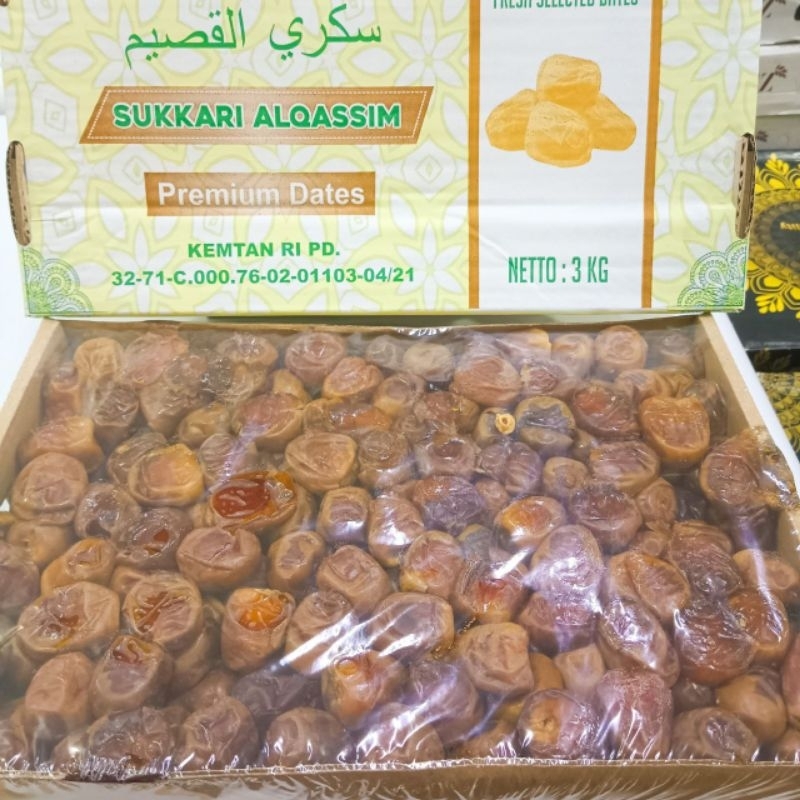 FRESH SELECTED DATES
سكري القصيم
SUKKARI ALQASSIM
Premium Dates
KEMTAN RI PD.
32-71-C.000.76-02-01103-04/21
NETTO : 3 KG